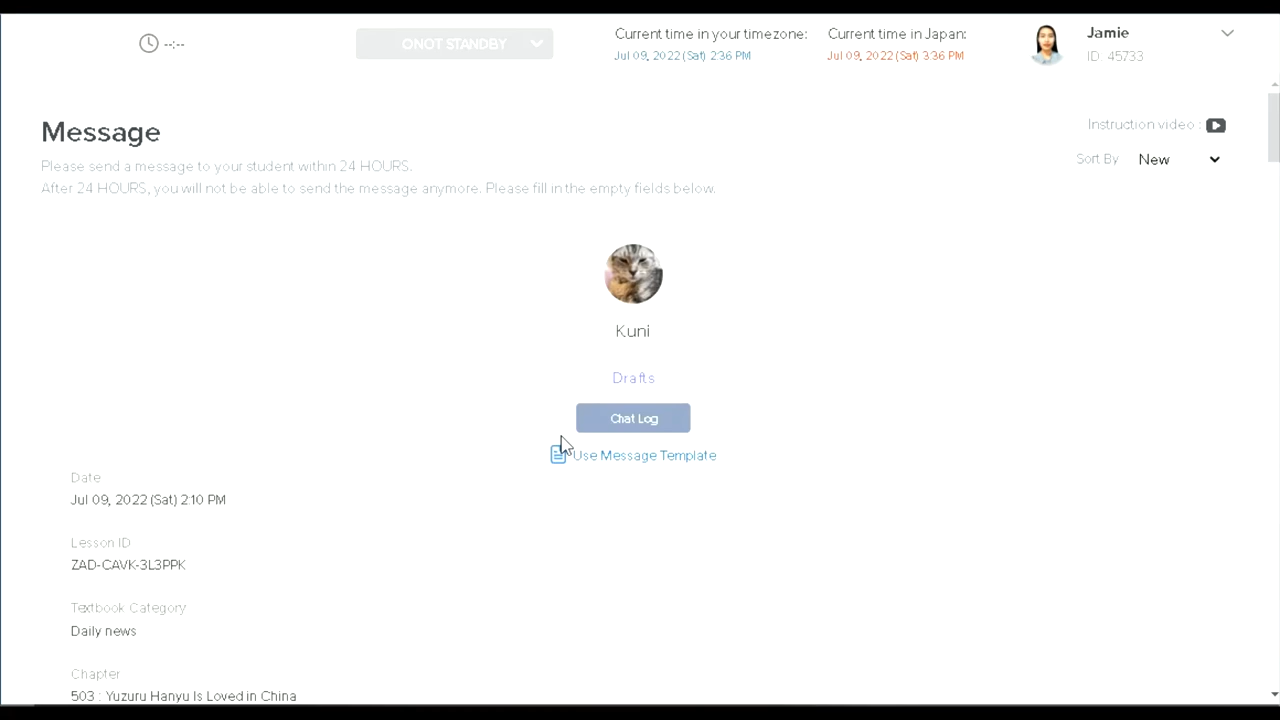 --:--
ONOT STANDBY
Current time in your timezone:
Jul 09, 2022 (Sat) 2:36 PM
Current time in Japan:
Jul 09, 2022 (Sat) 3:36 PM
Jamie
ID: 45733
Message
Instruction video :
Please send a message to your student within 24 HOURS.
Sort By New
After 24 HOURS, you will not be able to send the message anymore. Please fill in the empty fields below.
Kuni
Drafts
Chat Log
Use Message Template
Date
Jul 09, 2022 (Sat) 2:10 PM
Lesson ID
ZAD-CAVK-3L3PPK
Textbook Category
Daily news
Chapter
503 : Yuzuru Hanyu Is Loved in China